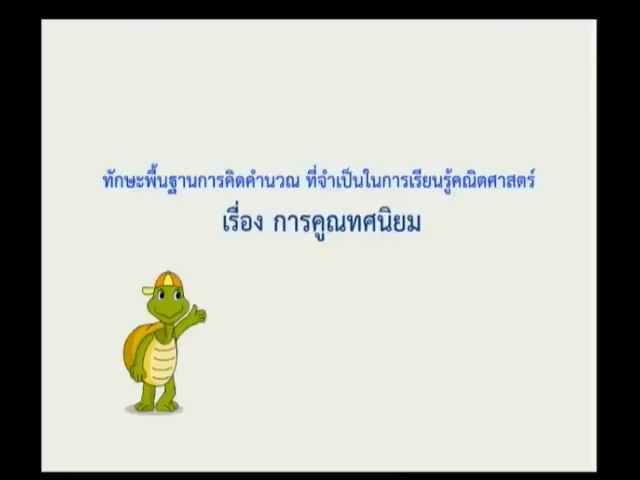 ทักษะพื้นฐานการคิดคำนวณ ที่จำเป็นในการเรียนรู้คณิตศาสตร์
เรื่อง การคูณทศนิยม